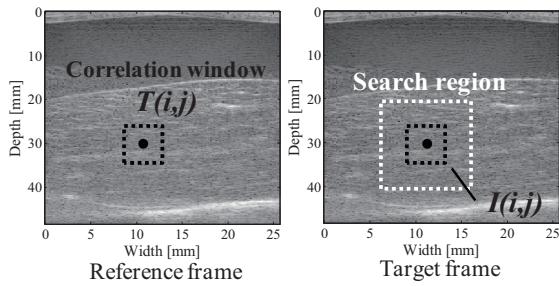 0
10
20
30
40
Depth [mm]
Correlation window
T(i,j)
0 5 10 15 20 25
Width [mm]
Reference frame
0
10
20
30
40
Depth [mm]
Search region
I(i,j)
0 5 10 15 20 25
Width [mm]
Target frame